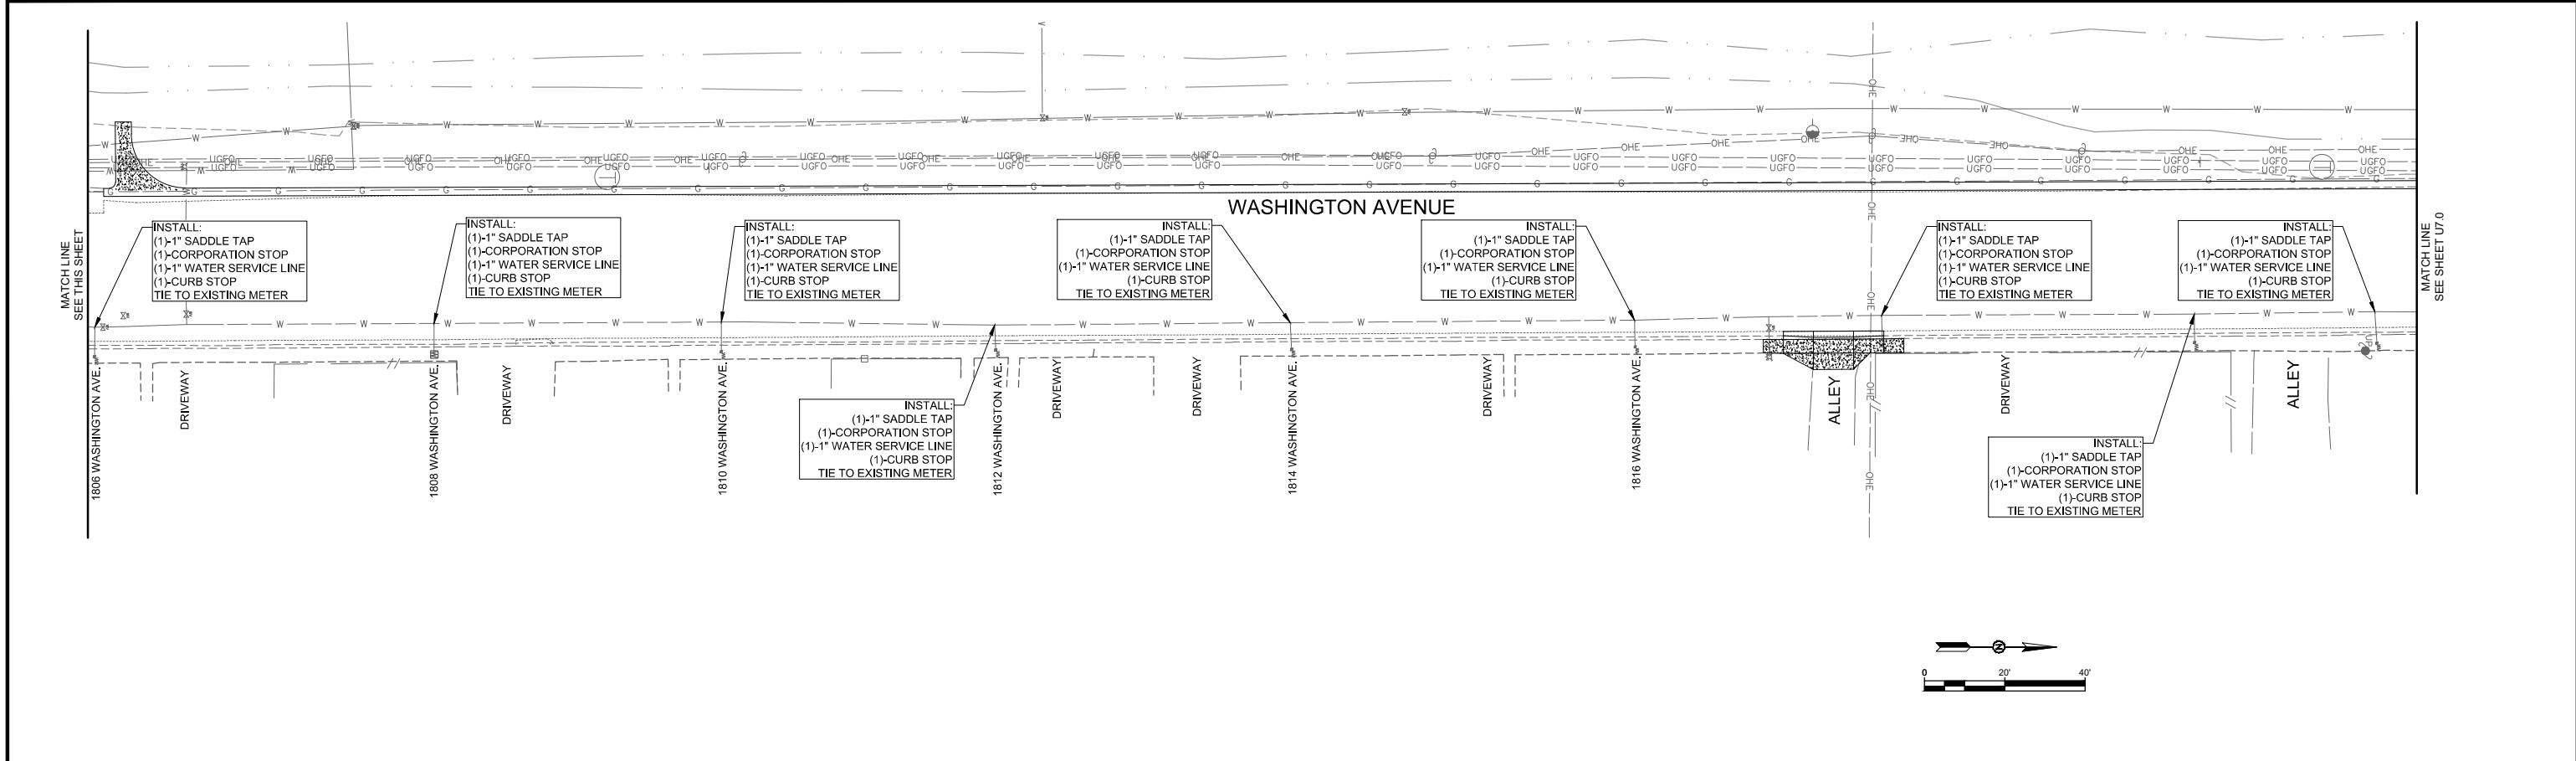 WASHINGTON AVENUE
MATCH LINE
SEE THIS SHEET
MATCH LINE
SEE SHEET U7.0
INSTALL:
(1)-1" SADDLE TAP
(1)-CORPORATION STOP
(1)-1" WATER SERVICE LINE
(1)-CURB STOP
TIE TO EXISTING METER
INSTALL:
(1)-1" SADDLE TAP
(1)-CORPORATION STOP
(1)-1" WATER SERVICE LINE
(1)-CURB STOP
TIE TO EXISTING METER
INSTALL:
(1)-1" SADDLE TAP
(1)-CORPORATION STOP
(1)-1" WATER SERVICE LINE
(1)-CURB STOP
TIE TO EXISTING METER
INSTALL:
(1)-1" SADDLE TAP
(1)-CORPORATION STOP
(1)-1" WATER SERVICE LINE
(1)-CURB STOP
TIE TO EXISTING METER
INSTALL:
(1)-1" SADDLE TAP
(1)-CORPORATION STOP
(1)-1" WATER SERVICE LINE
(1)-CURB STOP
TIE TO EXISTING METER
INSTALL:
(1)-1" SADDLE TAP
(1)-CORPORATION STOP
(1)-1" WATER SERVICE LINE
(1)-CURB STOP
TIE TO EXISTING METER
INSTALL:
(1)-1" SADDLE TAP
(1)-CORPORATION STOP
(1)-1" WATER SERVICE LINE
(1)-CURB STOP
TIE TO EXISTING METER
1806 WASHINGTON AVE.
DRIVEWAY
1808 WASHINGTON AVE.
DRIVEWAY
1810 WASHINGTON AVE.
INSTALL:
(1)-1" SADDLE TAP
(1)-CORPORATION STOP
(1)-1" WATER SERVICE LINE
(1)-CURB STOP
TIE TO EXISTING METER
1812 WASHINGTON AVE.
DRIVEWAY
DRIVEWAY
1814 WASHINGTON AVE.
DRIVEWAY
1816 WASHINGTON AVE.
ALLEY
DRIVEWAY
INSTALL:
(1)-1" SADDLE TAP
(1)-CORPORATION STOP
(1)-1" WATER SERVICE LINE
(1)-CURB STOP
TIE TO EXISTING METER
ALLEY
UP
0 20' 40'